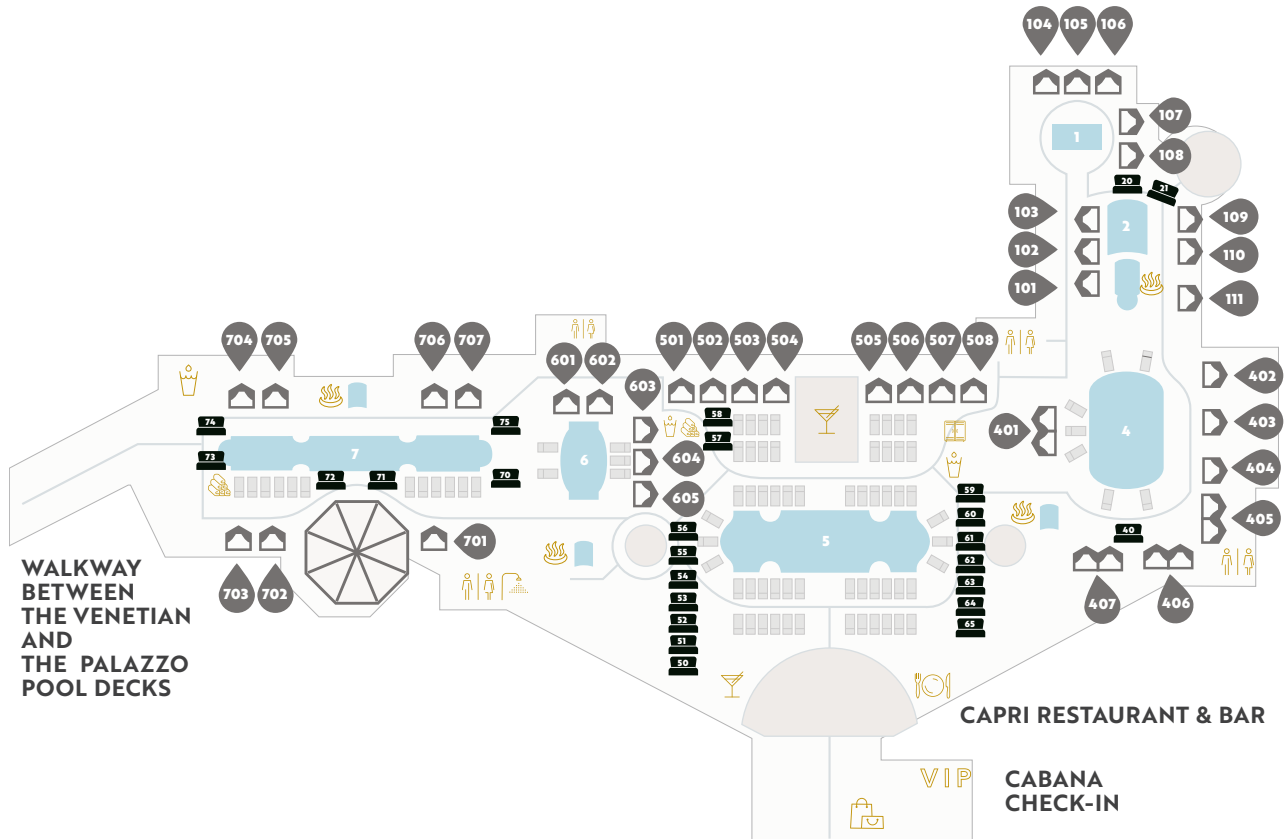 104 105 106
107
1
108
20 21
103
109
2
102
110
101
111
704 705 706 707 501 502 503 504 505 506 507 508
601 602
603
402
74 75 58
403
401 4
57
7 6
604
73
404
72 71 70
605
59
56 60
405
40
703 702 701
5
61
55
62
54
63
53
64
407 406
52
65
51
50
WALKWAY
BETWEEN
THE VENETIAN
AND
THE PALAZZO
POOL DECKS
CAPRI RESTAURANT & BAR
VIP
CABANA
CHECK-IN